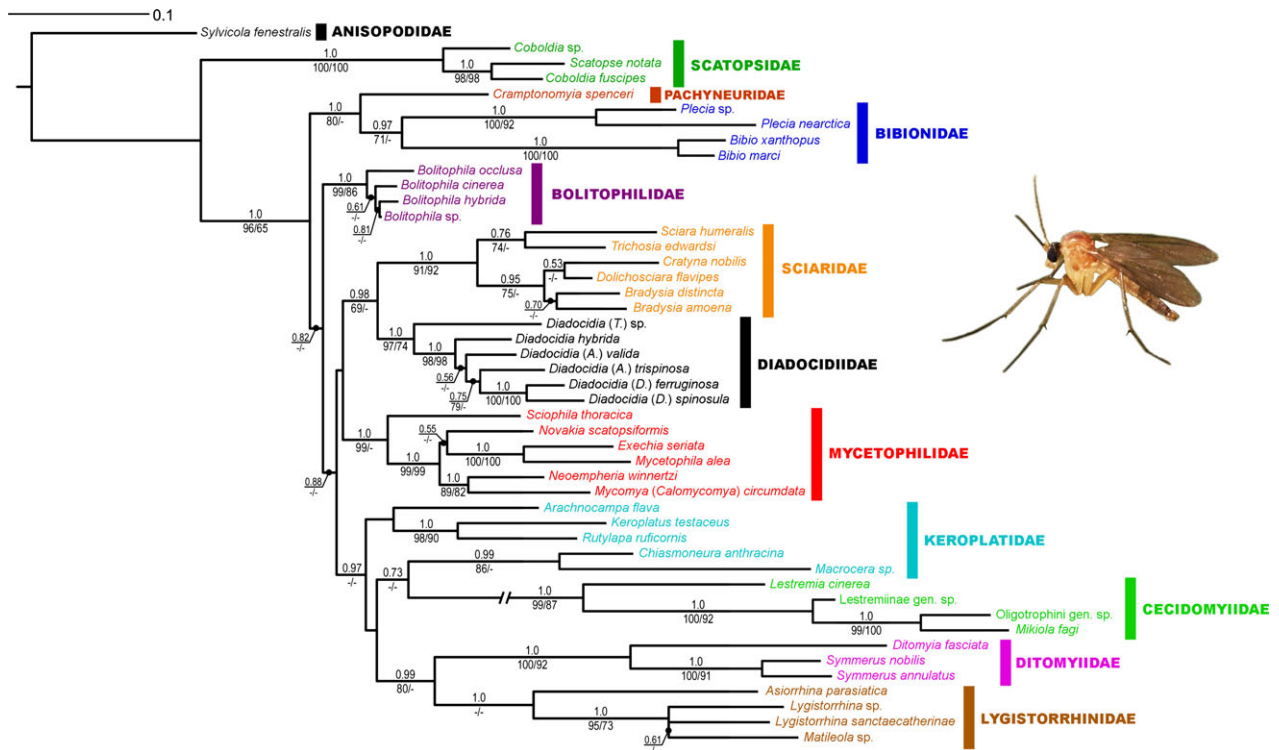 0.1
Sylvicola fenestralis ANISOPODIDAE
Coboldia sp.
1.0
100/100
1.0
98/98
Scatopse notata
SCATOPSIDAE
Coboldia fuscipes
Cramptonomyia spenceri PACHYNEURIDAE
1.0
80/-
Plecia sp.
1.0
100/92
0.97
71/-
Plecia nearctica
BIBIONIDAE
Bibio xanthopus
1.0
100/100
Bibio marci
Bolitophila occlusa
1.0
99/86
Bolitophila cinerea
BOLITOPHILIDAE
0.61
-/-
Bolitophila hybrida
0.81
-/-
Bolitophila sp.
1.0
96/65
Sciara humeralis
0.76
74/-
Trichosia edwardsi
1.0
91/92
Cratyna nobilis
SCIARIDAE
0.53
-/-
Dolichosciara flavipes
0.95
75/-
Bradysia distincta
0.70
-/-
Bradysia amoena
0.98
69/-
Diadocidia (T.) sp.
1.0
97/74
Diadocidia hybrida
1.0
98/98
Diadocidia (A.) valida
DIADOCIDIIDAE
0.56
-/-
Diadocidia (A.) trispinosa
0.75
79/-
Diadocidia (D.) ferruginosa
1.0
100/100
Diadocidia (D.) spinosula
0.82
-/-
Sciophila thoracica
1.0
99/-
Novakia scatopsiformis
0.55
-/-
Exechia seriata
1.0
100/100
Mycetophila alea
MYCETOPHILIDAE
1.0
99/99
Neoempheria winnertzi
1.0
89/82
Mycomya (Calomycomya) circumdata
0.88
-/-
Arachnocampa flava
Keroplatus testaceus
1.0
98/90
Rutylapa ruficornis
KEROPLATIDAE
Chiasmoneura anthracina
0.99
86/-
Macrocera sp.
0.97
-/-
0.73
-/-
Lestremia cinerea
1.0
99/87
Lestremiinae gen. sp.
1.0
100/92
Oligotrophini gen. sp.
CECIDOMYIIDAE
1.0
99/100
Mikiola fagi
Ditomyia fasciata
1.0
100/92
Symmerus nobilis
DITOMYIIDAE
1.0
100/91
Symmerus annulatus
0.99
80/-
Asiorrhina parasiatica
1.0
-/-
Lygistorrhina sp.
1.0
95/73
Lygistorrhina sanctaecatherinae
LYGISTORRHINIDAE
0.61
-/
Matileola sp.